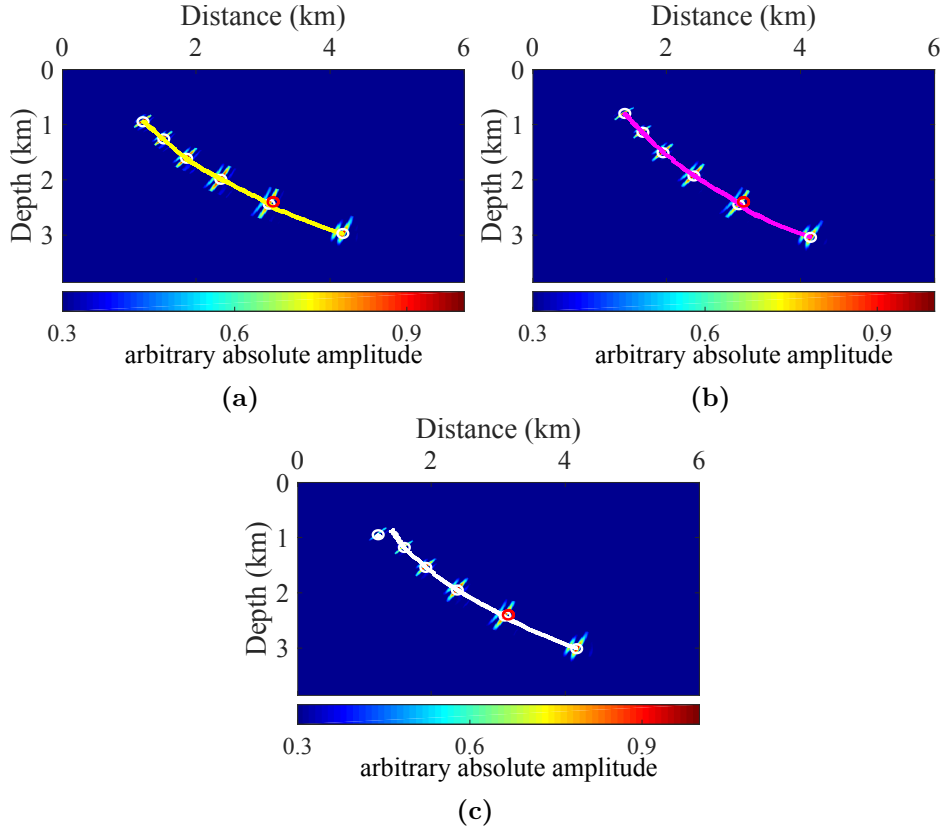 Distance (km)
0 2 4 6
0
1
2
3
Depth (km)
0.3 0.6 0.9
arbitrary absolute amplitude
(a)
Distance (km)
0 2 4 6
0
1
2
3
Depth (km)
0.3 0.6 0.9
arbitrary absolute amplitude
(b)
Distance (km)
0 2 4 6
0
1
2
3
Depth (km)
0.3 0.6 0.9
arbitrary absolute amplitude
(c)